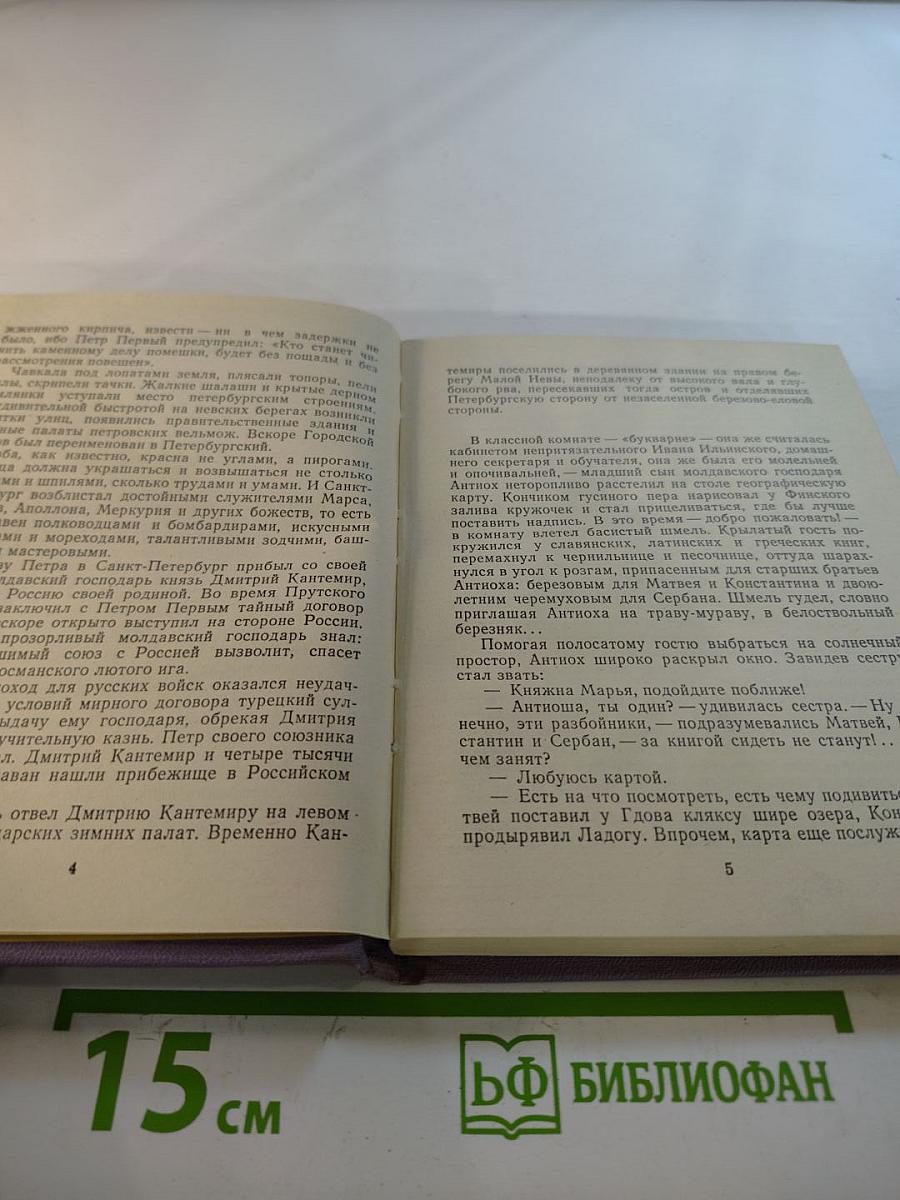 жженного кирпича, извести — ни в чем задержки не
было, ибо Петр Первый предупредил: «Кто станет чи-
нить каменному делу помешки, будет без пощады и без
рассмотрения повешен».
Чавкала под лопатами земля, плясали топоры, пели
скрипели тачки. Жалкие шалаши и крытые дерном
уступали место петербургским строениям.
удивительной быстротой на невских берегах возникли
улиц, появились правительственные здания и
палаты петровских вельмож. Вскоре Городской
был переименован в Петербургский.
как известно, красна не углами, а пирогами.
должна украшаться и возвышаться не столько
и шпилями, сколько трудами и умами. И Санкт-
возблистал достойными служителями Марса,
Аполлона, Меркурия и других божеств, то есть
полководцами и бомбардирами, искусными
и мореходами, талантливыми зодчими, баш-
мастеровыми.
Петра в Санкт-Петербург прибыл со своей
молдавский господарь князь Дмитрий Кантемир,
Россию своей родиной. Во время Прутского
заключил с Петром Первым тайный договор
вскоре открыто выступил на стороне России.
прозорливый молдавский господарь знал:
союз с Россией вызволит, спасет
османского лютого ига.
поход для русских войск оказался неудач-
условий мирного договора турецкий сул-
выдачу ему господаря, обрекая Дмитрия
мучительную казнь. Петр своего союзника
Дмитрий Кантемир и четыре тысячи
нашли прибежище в Российском
отвел Дмитрию Кантемиру на левом
царских зимних палат. Временно Кан-
4
темиры поселились в деревянном здании на правом бе-
регу Малой Невы, неподалеку от высокого вала и глу-
бокого рва, пересекавших тогда остров и отделявших
Петербургскую сторону от незаселенной березово-еловой
стороны.
В классной комнате — «букварне» — она же считалась
кабинетом непритязательного Ивана Ильинского, домаш-
него секретаря и обучателя, она же была его молельней
и опочивальней, — младший сын молдавского господаря
Антиох неторопливо расстелил на столе географическую
карту. Кончиком гусиного пера нарисовал у Финского
залива кружочек и стал прицеливаться, где бы лучше
поставить надпись. В это время — добро пожаловать! —
в комнату влетел басистый шмель. Крылатый гость по-
кружился у славянских, латинских и греческих книг,
перемахнул к чернильнице и песочнице, оттуда шарах-
нулся в угол к розгам, припасенным для старших братьев
Антиоха: березовым для Матвея и Константина и двою-
летним черемуховым для Сербана. Шмель гудел, словно
приглашая Антиоха на траву-мураву, в белоствольный
березняк...
Помогая полосатому гостю выбраться на солнечный
простор, Антиох широко раскрыл окно. Завидев сестру
стал звать:
— Княжна Марья, подойдите поближе!
— Антиоша, ты один? — удивилась сестра. — Ну
нечно, эти разбойники, — подразумевались Матвей,
стантин и Сербан, — за книгой сидеть не станут!..
чем занят?
— Любуюсь картой.
— Есть на что посмотреть, есть чему подивитьс
твей поставил у Гдова кляксу шире озера, Кон
продырявил Ладогу. Впрочем, карта еще послуж
5
15 см
ЬФ БИБЛИОФАН